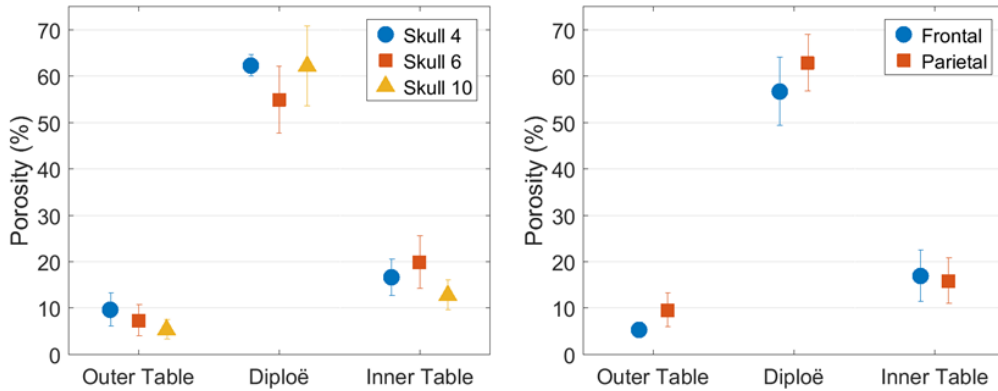 Porosity (%)
70
60
50
40
30
20
10
0
Skull 4
Skull 6
Skull 10
Outer Table
Diploë
Inner Table
Porosity (%)
70
60
50
40
30
20
10
0
Frontal
Parietal
Outer Table
Diploë
Inner Table